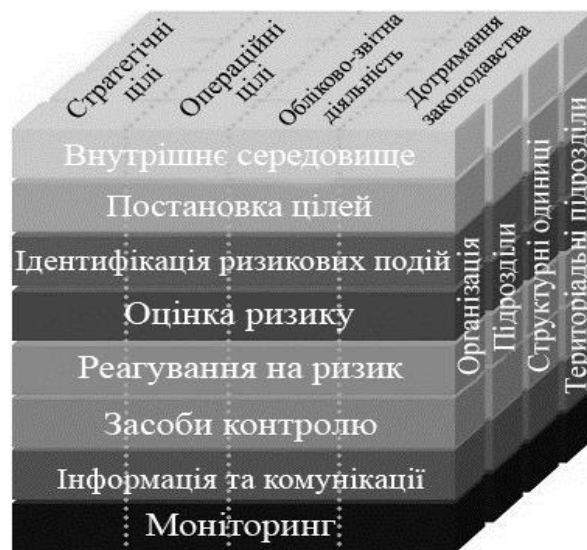 Стратегічні
цілі
Операційні
цілі
Обліково-звітна
діяльність
Дотримання
законодавства
Внутрішнє середовище
Постановка цілей
Ідентифікація ризикових подій
Оцінка ризику
Реагування на ризик
Засоби контролю
Інформація та комунікації
Моніторинг
Організація
Підрозділи
Структурні одиниці
Територіальні підрозділи